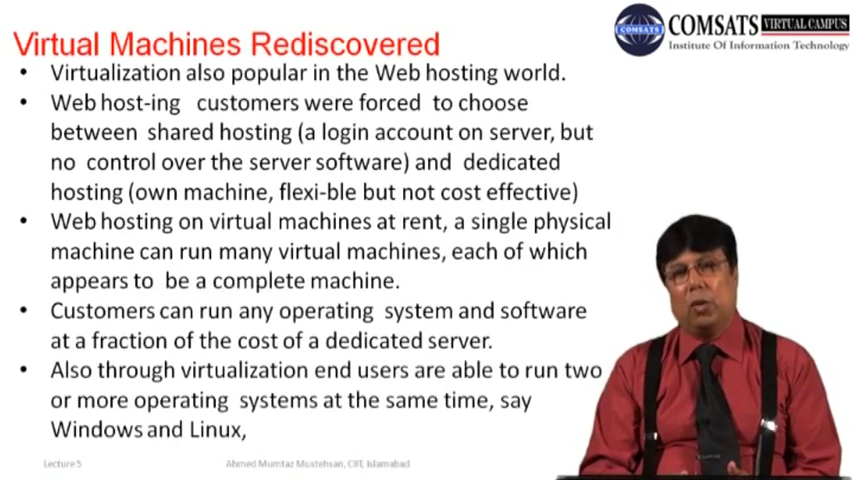 Virtual Machines Rediscovered
COMSATS VIRTUAL CAMPUS
Institute Of Information Technology
COMSATS
• Virtualization also popular in the Web hosting world.
• Web host-ing customers were forced to choose
between shared hosting (a login account on server, but
no control over the server software) and dedicated
hosting (own machine, flexi-ble but not cost effective)
• Web hosting on virtual machines at rent, a single physical
machine can run many virtual machines, each of which
appears to be a complete machine.
• Customers can run any operating system and software
at a fraction of the cost of a dedicated server.
• Also through virtualization end users are able to run two
or more operating systems at the same time, say
Windows and Linux,
Lecture 5
Ahmed Mumtaz Mustehsan, CIIT, Islamabad